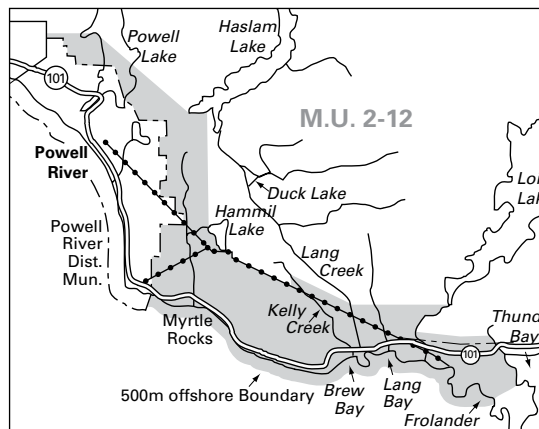 Powell
Lake
Haslam
Lake
101
M.U. 2-12
Powell
River
Duck Lake
Hammil
Lake
Powell
River
Dist.
Mun.
Lang
Creek
Kelly
Creek
Myrtle
Rocks
101
500m offshore Boundary
Brew
Bay
Lang
Bay
Frolander
Bay